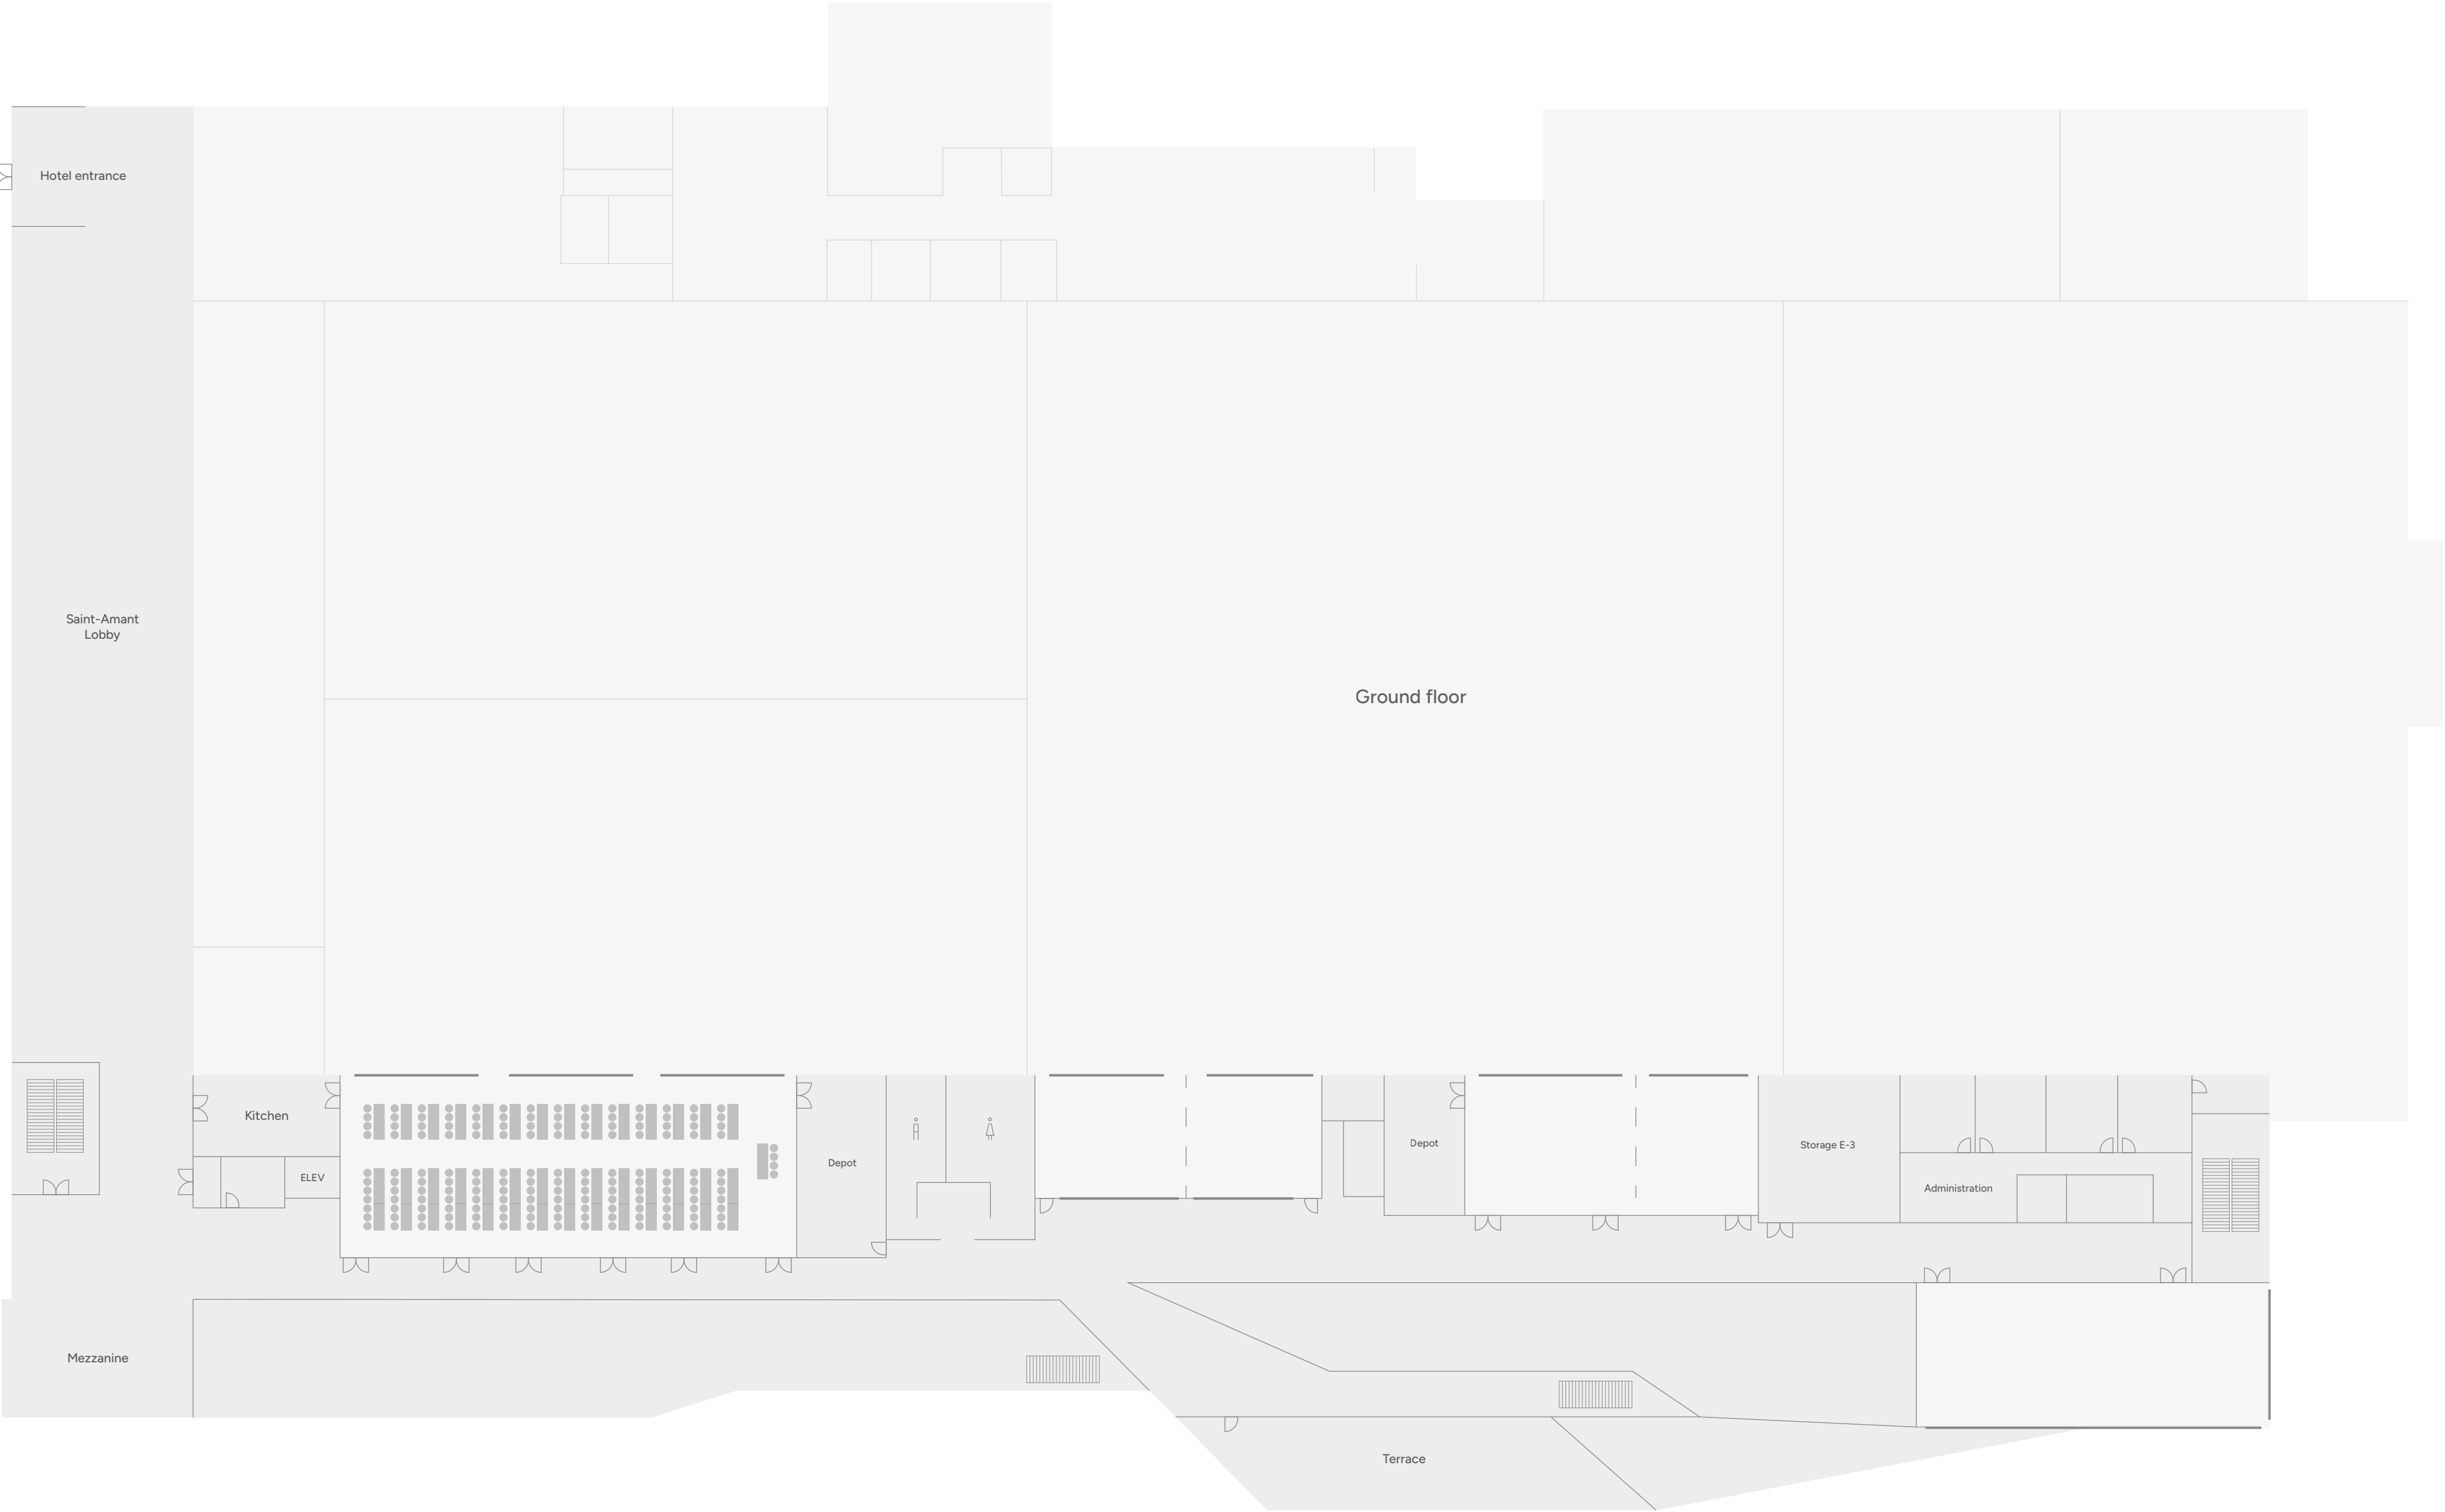 Hotel entrance
Saint-Amant
Lobby
Ground floor
Kitchen
ELEV
Depot
Depot
Storage E-3
Administration
Mezzanine
Terrace